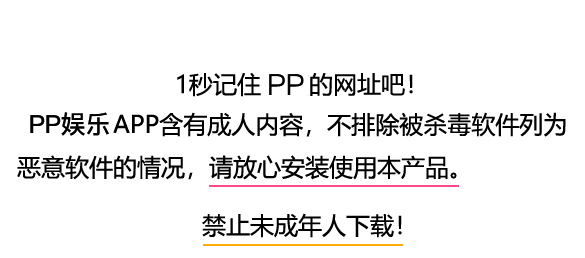 1秒记住 PP 的网址吧！
PP娱乐 APP含有成人内容，不排除被杀毒软件列为
恶意软件的情况，请放心安装使用本产品。
禁止未成年人下载！